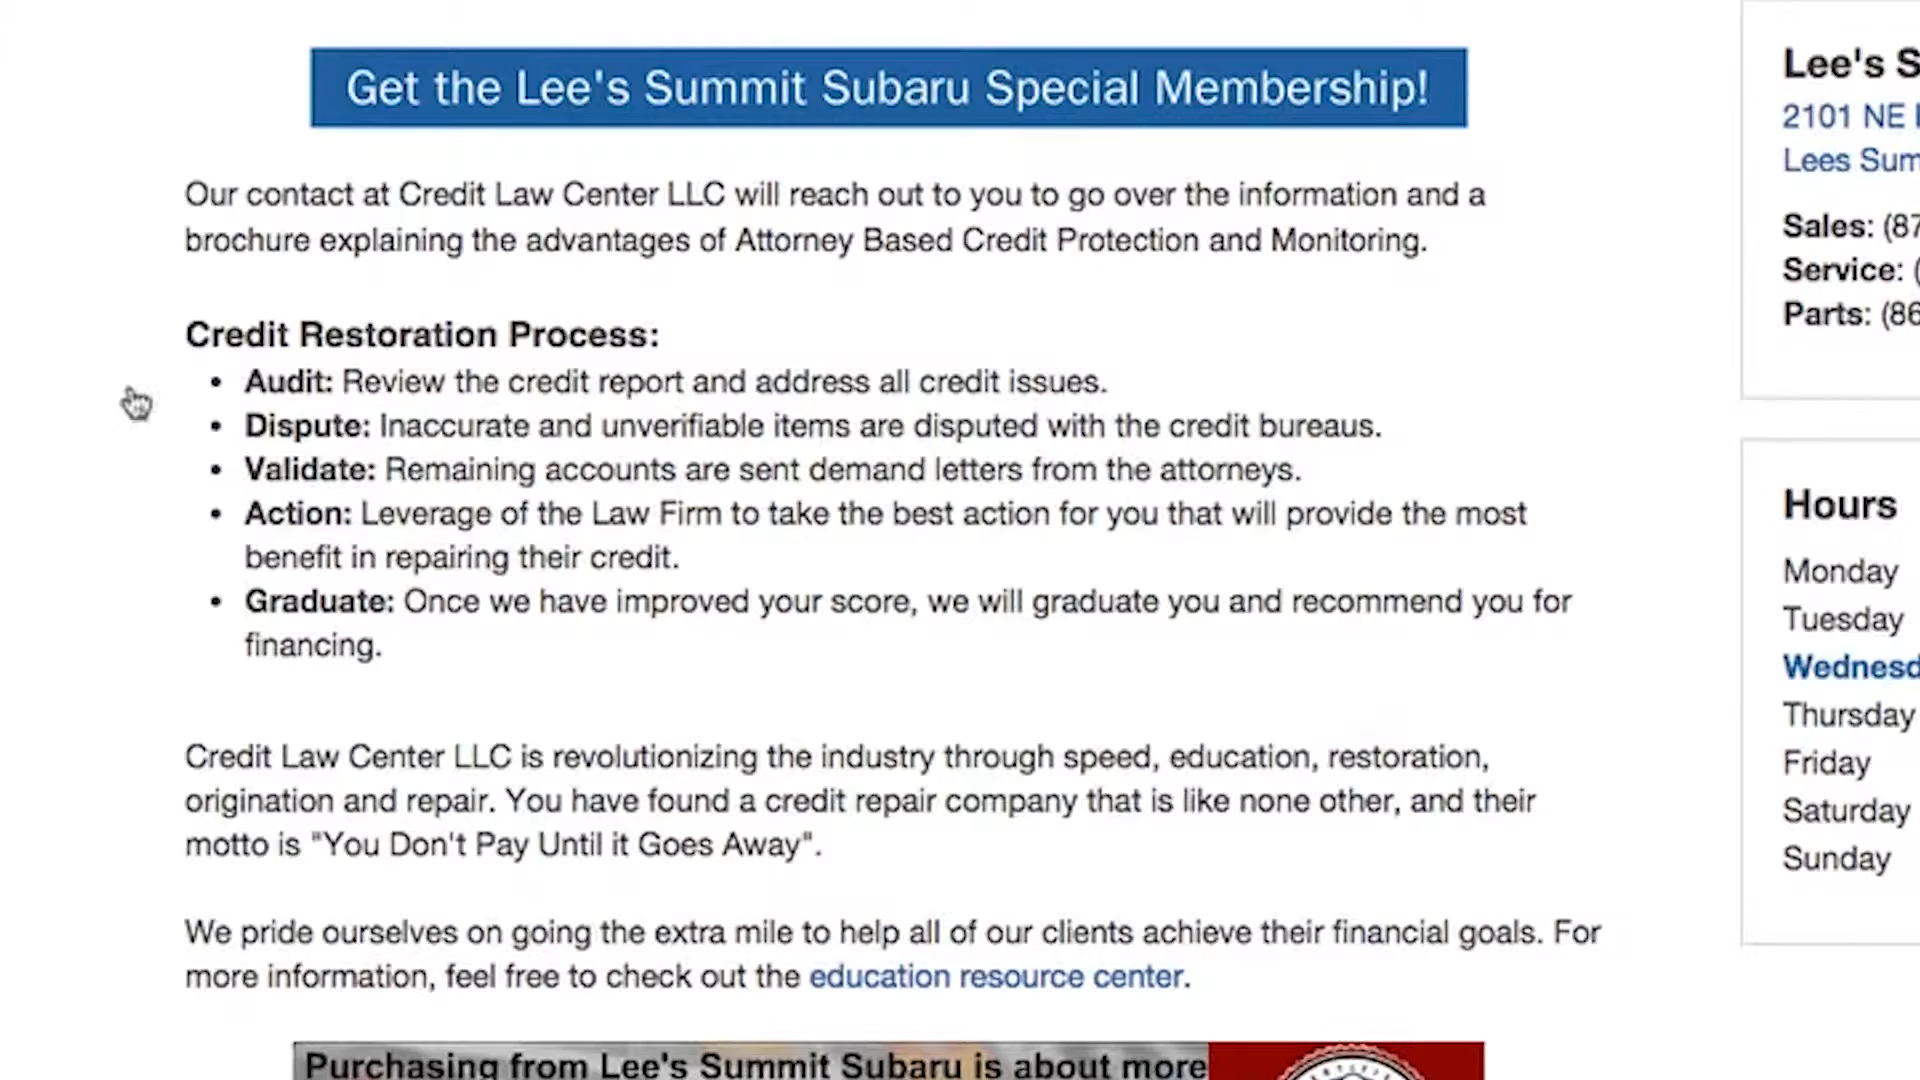 Get the Lee's Summit Subaru Special Membership!
Our contact at Credit Law Center LLC will reach out to you to go over the information and a
brochure explaining the advantages of Attorney Based Credit Protection and Monitoring.
Credit Restoration Process:
• Audit: Review the credit report and address all credit issues.
• Dispute: Inaccurate and unverifiable items are disputed with the credit bureaus.
• Validate: Remaining accounts are sent demand letters from the attorneys.
• Action: Leverage of the Law Firm to take the best action for you that will provide the most
benefit in repairing their credit.
• Graduate: Once we have improved your score, we will graduate you and recommend you for
financing.
Credit Law Center LLC is revolutionizing the industry through speed, education, restoration,
origination and repair. You have found a credit repair company that is like none other, and their
motto is "You Don't Pay Until it Goes Away".
We pride ourselves on going the extra mile to help all of our clients achieve their financial goals. For
more information, feel free to check out the education resource center.
Purchasing from Lee's Summit Subaru is about more
Lee's S
2101 NE
Lees Sum
Sales: (87
Service: (
Parts: (86
Hours
Monday
Tuesday
Wednesd
Thursday
Friday
Saturday
Sunday